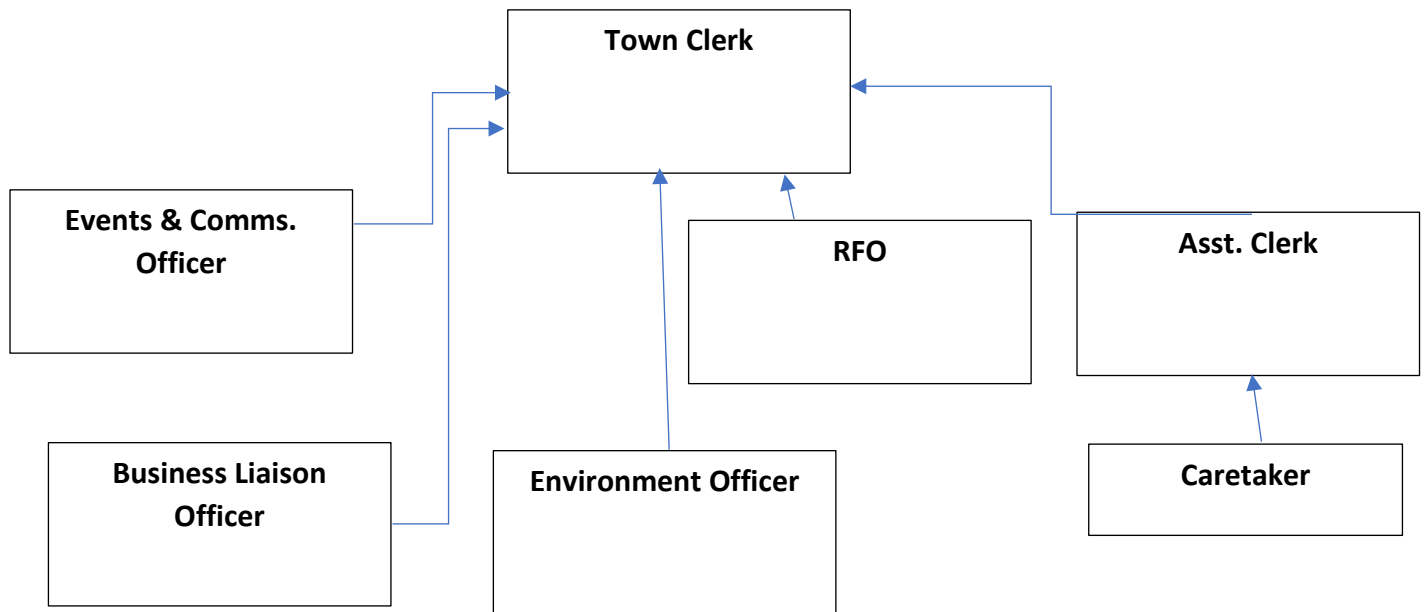 Town Clerk
Events & Comms.
Officer
RFO
Asst. Clerk
Business Liaison
Officer
Environment Officer
Caretaker